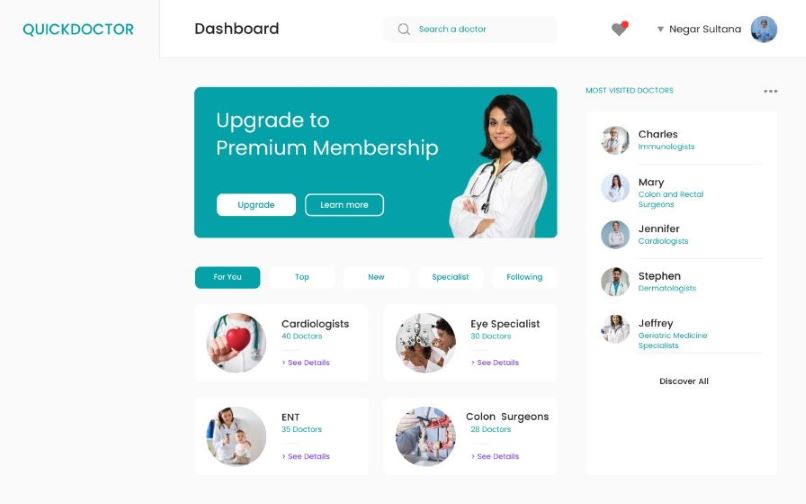 QUICKDOCTOR
Dashboard
Search a doctor
Negar Sultana
Upgrade to
Premium Membership
Upgrade
Learn more
For You
Top
New
Specialist
Following
Cardiologists
40 Doctors
> See Details
Eye Specialist
30 Doctors
> See Details
ENT
35 Doctors
> See Details
Colon Surgeons
28 Doctors
> See Details
MOST VISITED DOCTORS
Charles
Immunologists
Mary
Colon and Rectal
Surgeons
Jennifer
Cardiologists
Stephen
Dermatologists
Jeffrey
Geriatric Medicine
Specialists
Discover All